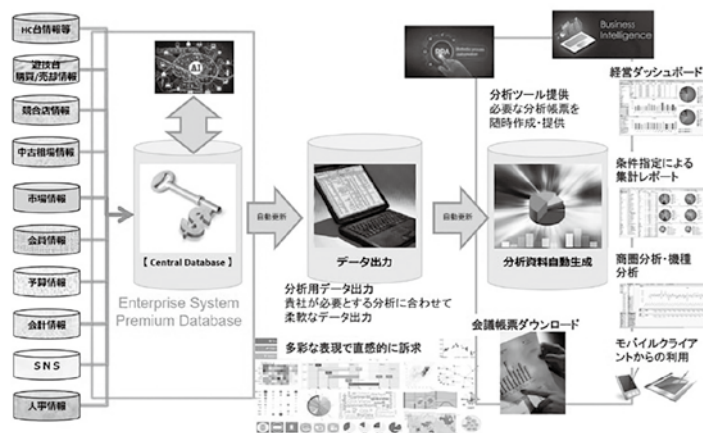 HC台情報等
遊技台
購買/売却情報
競合店情報
中古相場情報
市場情報
会員情報
予算情報
会計情報
SNS
人事情報
AI
【 Central Database 】
Enterprise System
Premium Database
自動更新
データ出力
分析用データ出力
貴社が必要とする分析に合わせて
柔軟なデータ出力
多彩な表現で直感的に訴求
自動更新
RPA
Business
Intelligence
分析ツール提供
必要な分析帳票を
随時作成・提供
分析資料自動生成
会議帳票ダウンロード
経営ダッシュボード
条件指定による
集計レポート
商圏分析・機種
分析
モバイルクライア
ントからの利用